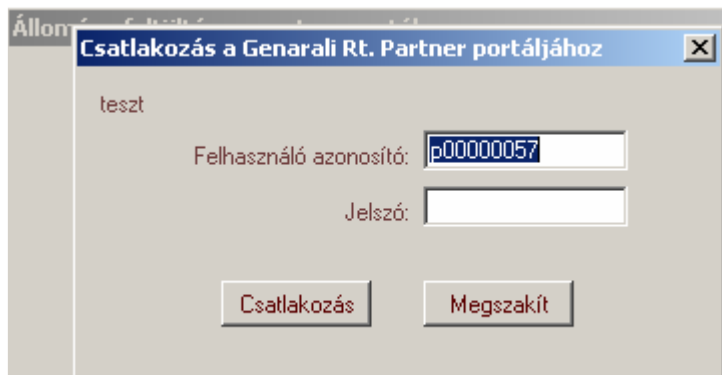 Csatlakozás a Genarali Rt. Partner portáljához
teszt
Felhasználó azonosító: p00000057
Jelszó:
Csatlakozás Megszakít